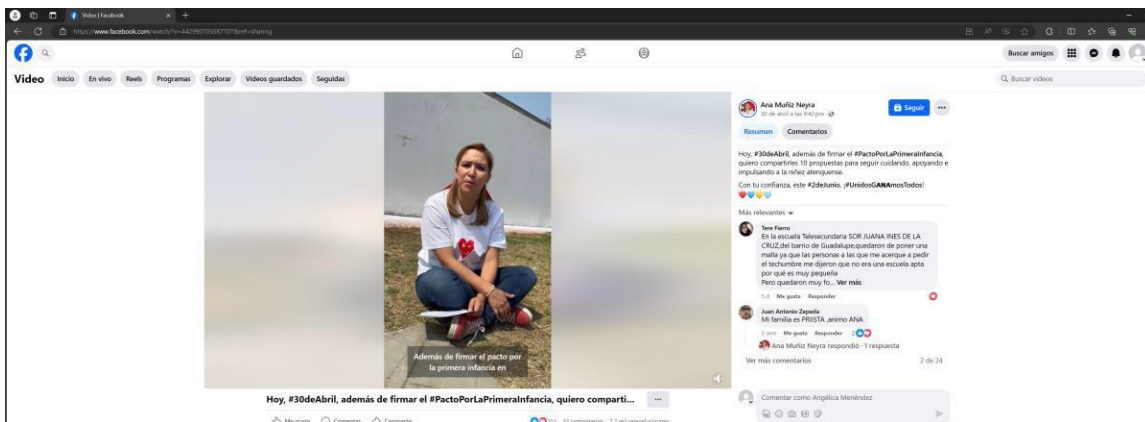 Video | Facebook
https://www.facebook.com/watch/?v=442990705087707&ref=sharing
Buscar amigos
Video
Inicio
En vivo
Reels
Programas
Explorar
Videos guardados
Seguidas
Buscar videos
Además de firmar el pacto por
la primera infancia en
Ana Muñiz Neyra
30 de abril a las 9:42 pm
Seguir
Resumen
Comentarios
Hoy, #30deAbril, además de firmar el #PactoPorLaPrimeraInfancia,
quiero compartirles 10 propuestas para seguir cuidando, apoyando e
impulsando a la niñez atenquense.
Con tu confianza, este #2deJunio, ¡#UnidosGANAmosTodos!
Más relevantes
Tere Fierro
En la escuela Telesecundaria SOR JUANA INES DE LA
CRUZ,del barrio de Guadalupe,quedaron de poner una
malla ya que las personas a las que me acerque a pedir
el techumbre me dijeron que no era una escuela apta
por qué es muy pequeña
Pero quedaron muy fo... Ver más
Me gusta Responder
Juan Antonio Zepeda
Mi familia es PRIISTA ,animo ANA
2 sem Me gusta Responder 2
Ana Muñiz Neyra respondió · 1 respuesta
Ver más comentarios
2 de 24
Hoy, #30deAbril, además de firmar el #PactoPorLaPrimeraInfancia, quiero comparti...
Comentar como Angélica Menéndez
Me gusta Comentar Compartir